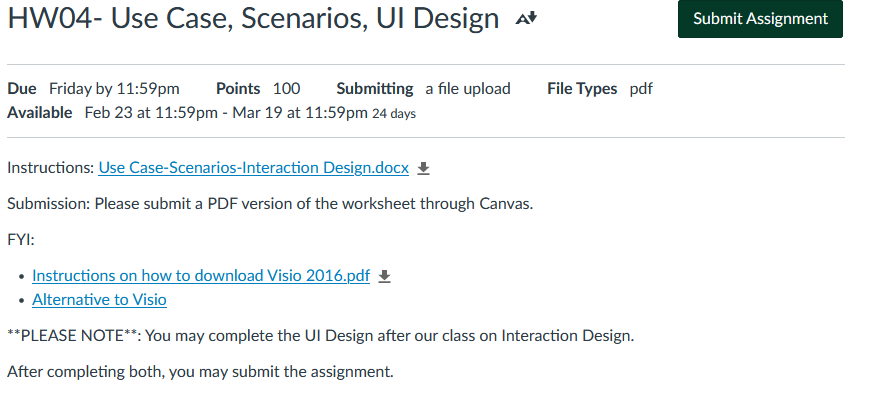 HW04- Use Case, Scenarios, UI Design
Submit Assignment
Due Friday by 11:59pm Points 100 Submitting a file upload File Types pdf
Available Feb 23 at 11:59pm - Mar 19 at 11:59pm 24 days
Instructions: Use Case-Scenarios-Interaction Design.docx
Submission: Please submit a PDF version of the worksheet through Canvas.
FYI:
• Instructions on how to download Visio 2016.pdf
• Alternative to Visio
**PLEASE NOTE**: You may complete the UI Design after our class on Interaction Design.
After completing both, you may submit the assignment.